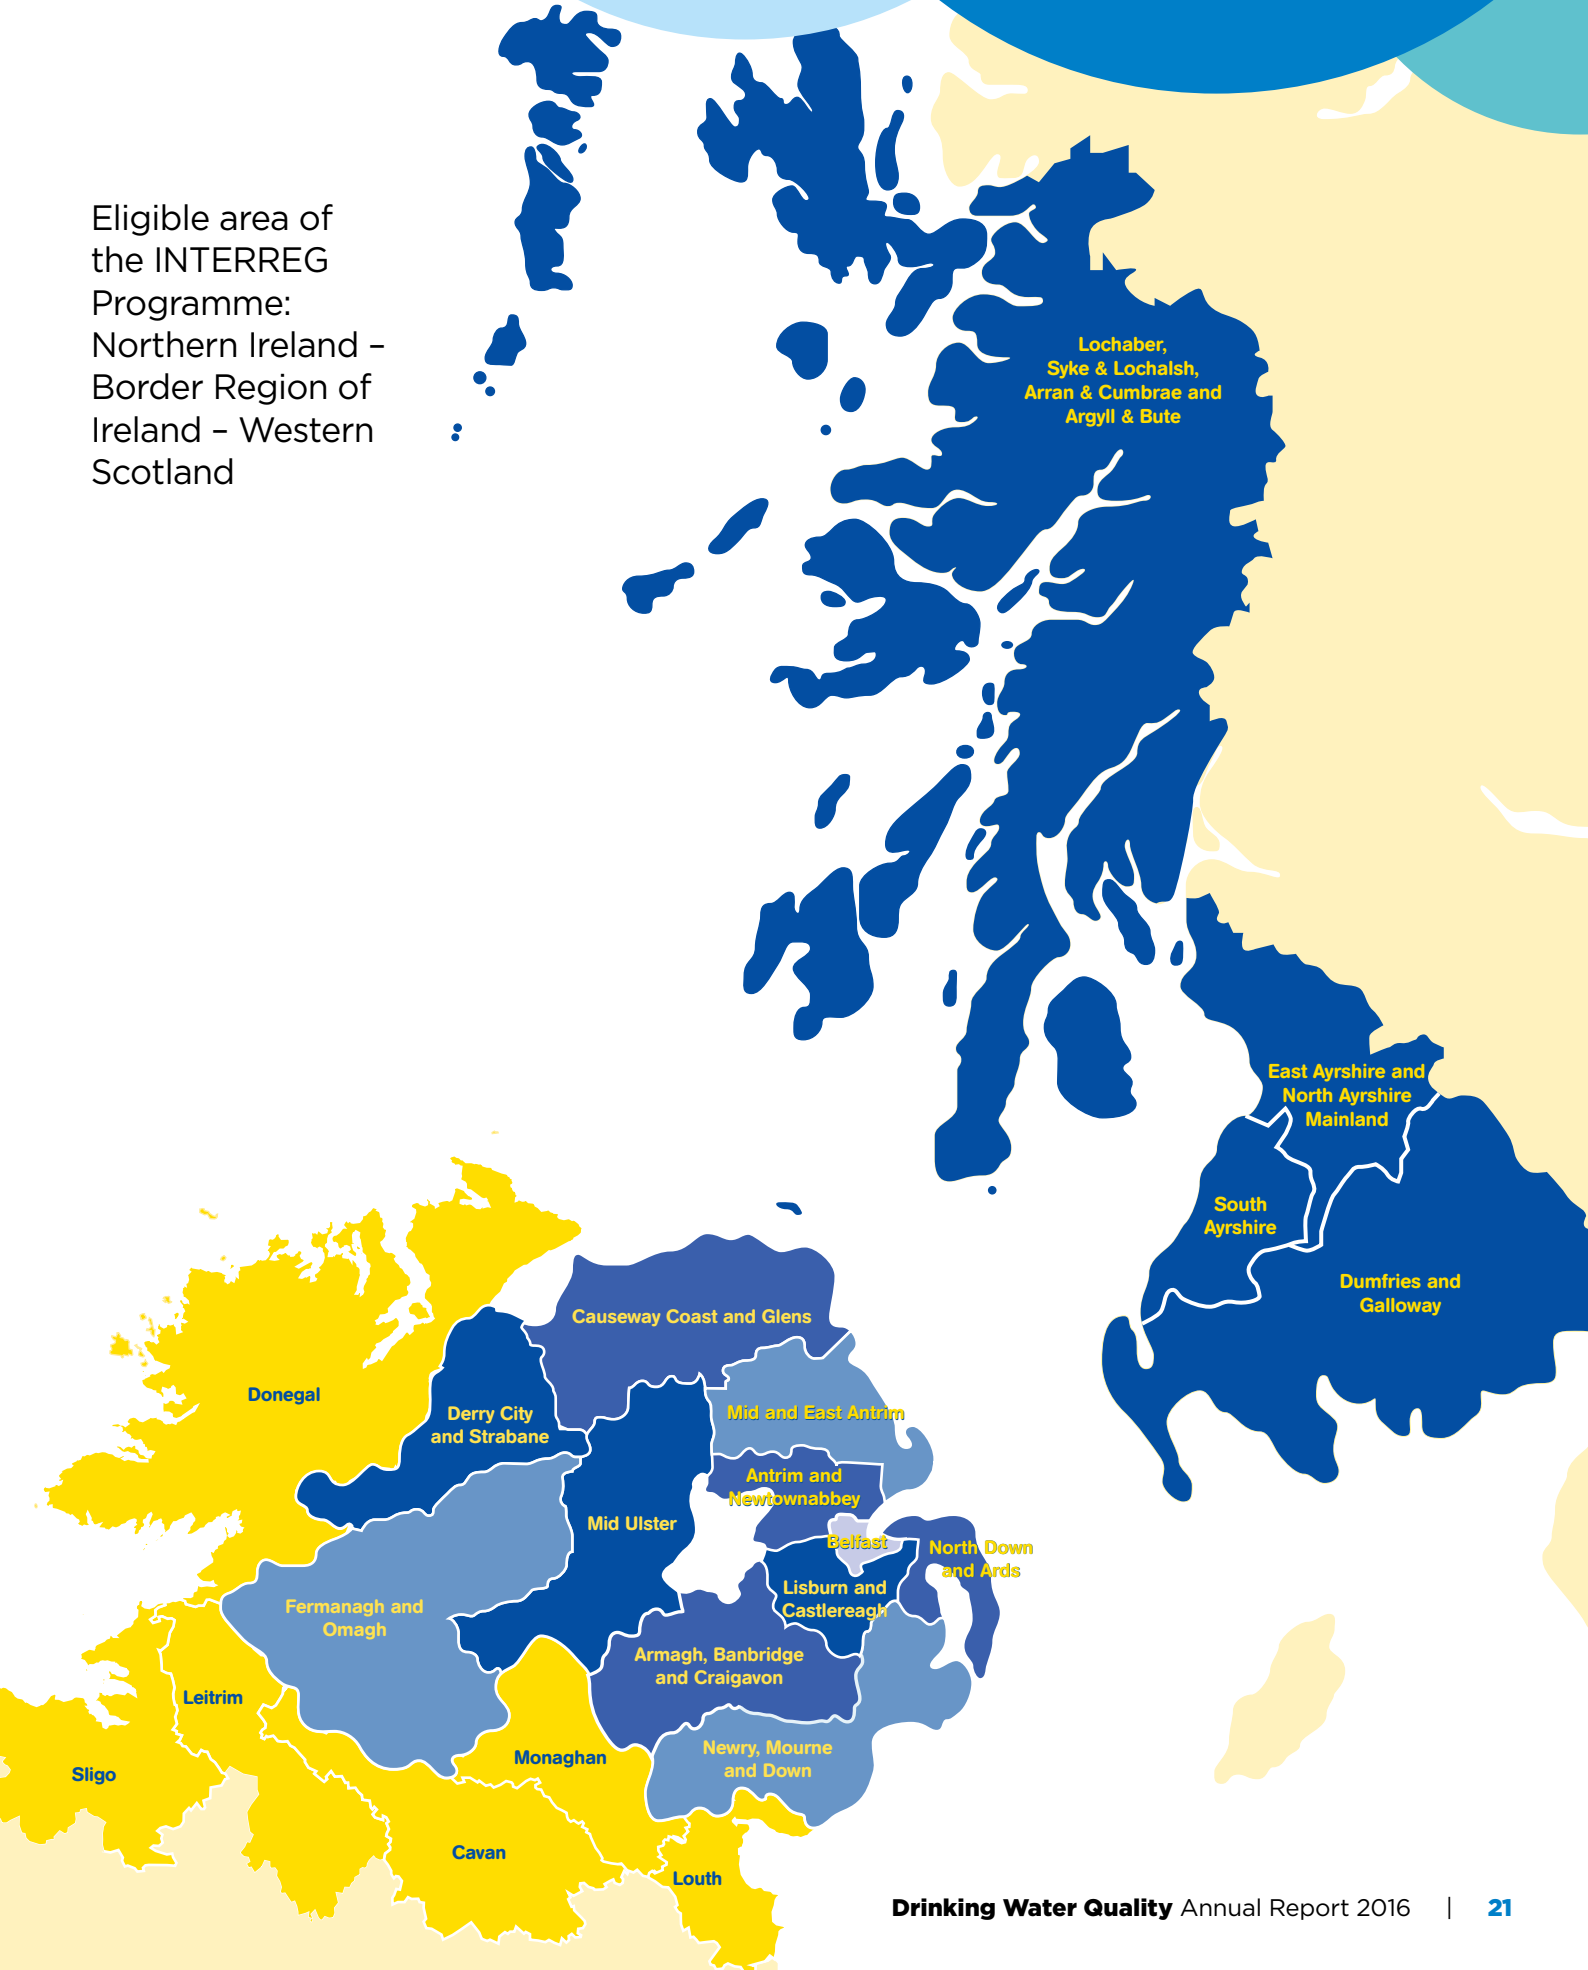 Eligible area of
the INTERREG
Programme:
Northern Ireland –
Border Region of
Ireland – Western
Scotland
Lochaber,
Syke & Lochalsh,
Arran & Cumbrae and
Argyll & Bute
East Ayrshire and
North Ayrshire
Mainland
South
Ayrshire
Dumfries and
Galloway
Causeway Coast and Glens
Donegal
Derry City
and Strabane
Mid and East Antrim
Antrim and
Newtownabbey
Mid Ulster
Belfast
North Down
and Ards
Lisburn and
Castlereagh
Fermanagh and
Omagh
Armagh, Banbridge
and Craigavon
Leitrim
Newry, Mourne
and Down
Monaghan
Sligo
Cavan
Louth
Drinking Water Quality Annual Report 2016 | 21